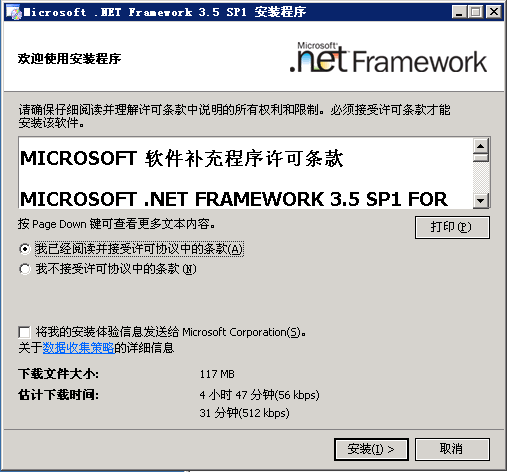 Microsoft .NET Framework 3.5 SP1 安装程序
欢迎使用安装程序
Microsoft®
.net Framework
请确保仔细阅读并理解许可条款中说明的所有权利和限制。必须接受许可条款才能
安装该软件。
MICROSOFT 软件补充程序许可条款
MICROSOFT .NET FRAMEWORK 3.5 SP1 FOR
按 Page Down 键可查看更多文本内容。
打印(P)
我已经阅读并接受许可协议中的条款(A)
我不接受许可协议中的条款(N)
将我的安装体验信息发送给 Microsoft Corporation(S)。
关于数据收集策略的详细信息
下载文件大小: 117 MB
估计下载时间: 4 小时 47 分钟(56 kbps)
31 分钟(512 kbps)
安装(I) >
取消